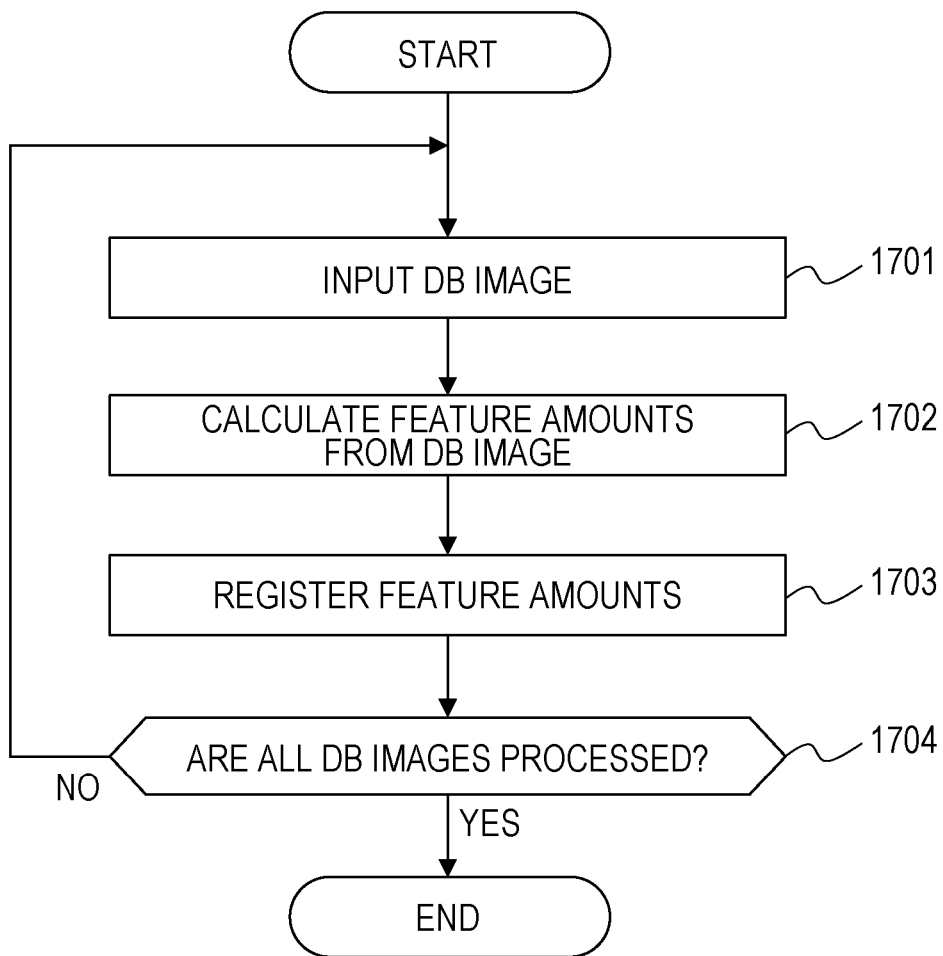 START
INPUT DB IMAGE
1701
CALCULATE FEATURE AMOUNTS
FROM DB IMAGE
1702
REGISTER FEATURE AMOUNTS
1703
ARE ALL DB IMAGES PROCESSED?
1704
NO
YES
END